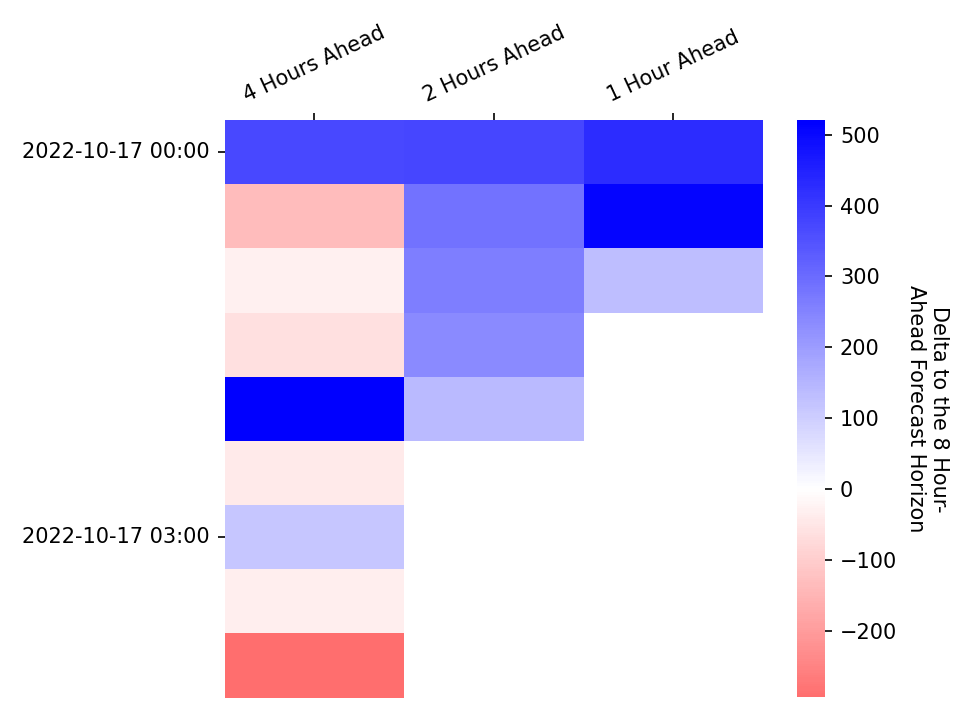 4 Hours Ahead
2 Hours Ahead
1 Hour Ahead
2022-10-17 00:00
2022-10-17 03:00
500
400
300
200
100
0
−100
−200
Delta to the 8 Hour-
Ahead Forecast Horizon